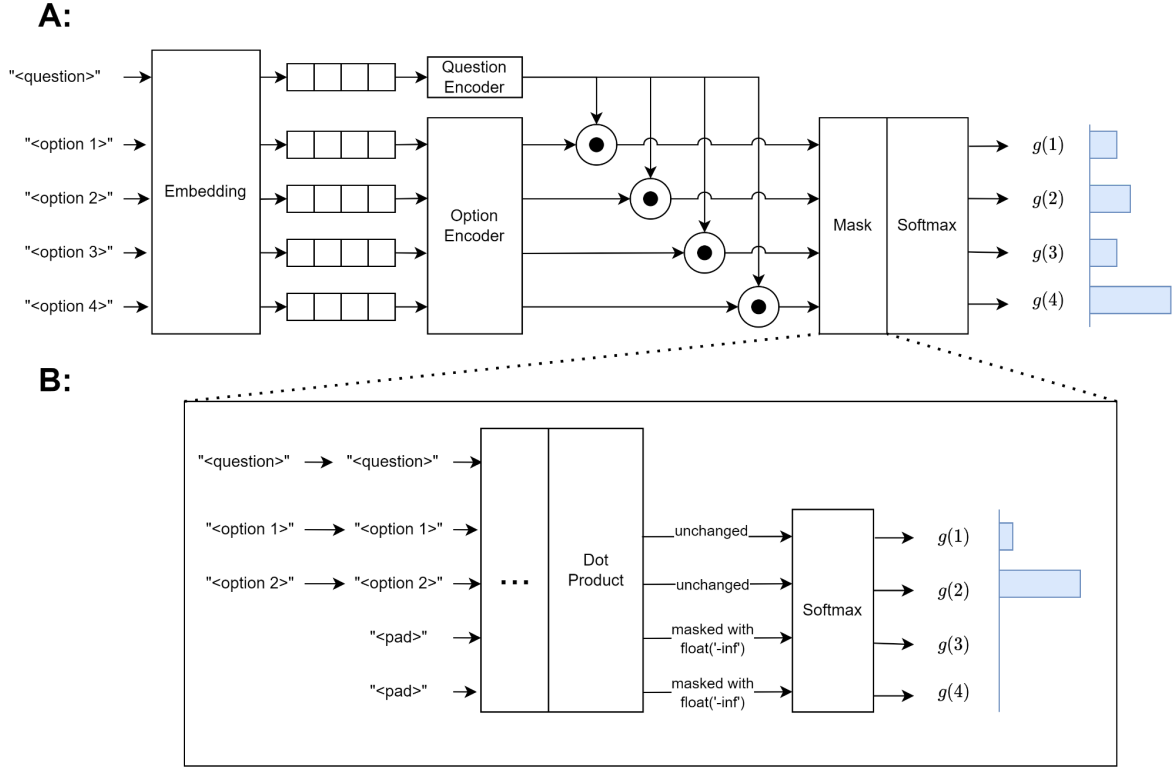 A:
"<question>"
"<option 1>"
"<option 2>"
"<option 3>"
"<option 4>"
Embedding
Question
Encoder
Option
Encoder
Mask
Softmax
g(1)
g(2)
g(3)
g(4)
B:
"<question>" "<question>"
"<option 1>" "<option 1>"
"<option 2>" "<option 2>"
"<pad>"
"<pad>"
...
Dot
Product
unchanged
unchanged
masked with
float('-inf')
masked with
float('-inf')
Softmax
g(1)
g(2)
g(3)
g(4)